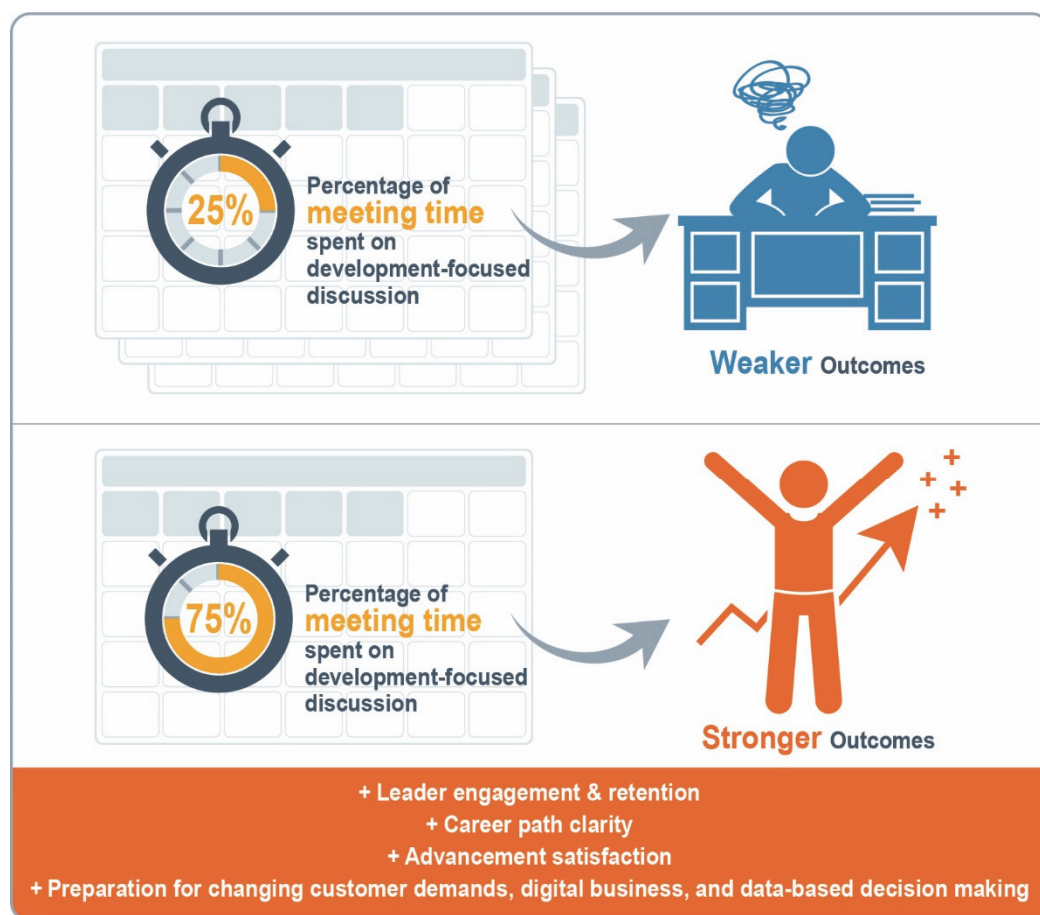 25%
Percentage of
meeting time
spent on
development-focused
discussion
Weaker Outcomes
75%
Percentage of
meeting time
spent on
development-focused
discussion
Stronger Outcomes
+ Leader engagement & retention
+ Career path clarity
+ Advancement satisfaction
+ Preparation for changing customer demands, digital business, and data-based decision making